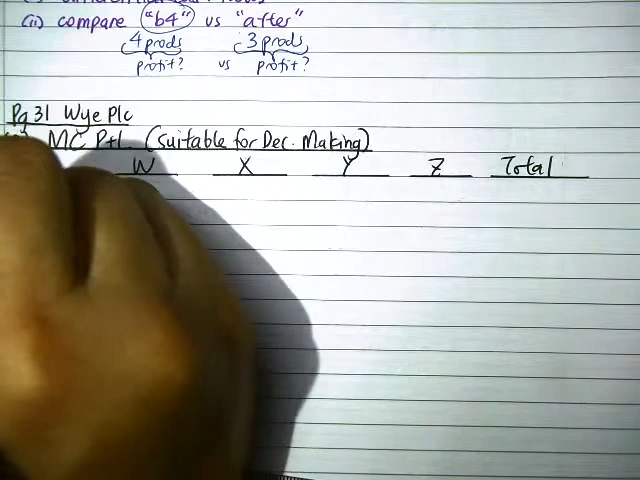 (ii) compare "b4" vs "after"
4 prods 3 prods
profit? vs profit?
Pg 31 Wye Plc
MC P+L (Suitable for Dec. Making)
W X Y Z Total